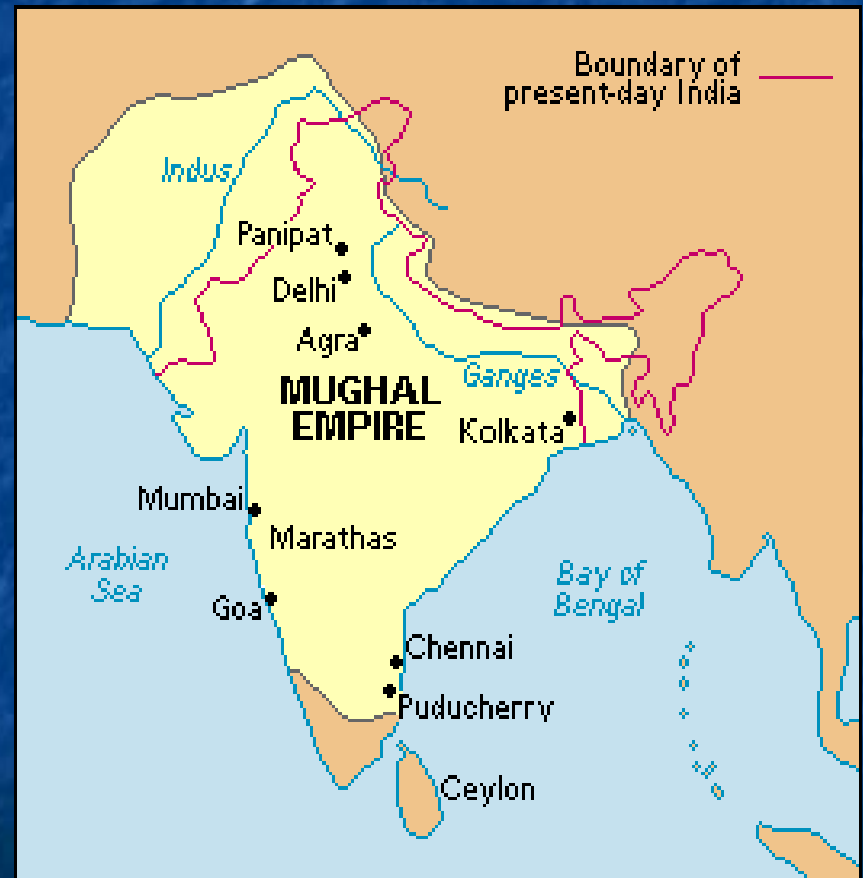 Boundary of
present-day India
Indus
Panipat
Delhi
Agra
Ganges
MUGHAL
EMPIRE
Kolkata
Mumbai
Marathas
Arabian
Sea
Bay of
Bengal
Goa
Chennai
Puducherry
Ceylon